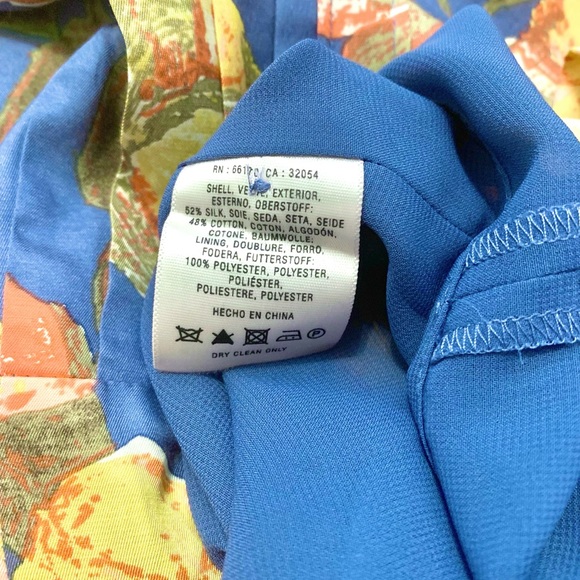 RN : 66170 CA : 32054
SHELL, VESTE, EXTERIOR,
ESTERNO, OBERSTOFF:
52% SILK, SOIE, SEDA, SETA, SEIDE
48% COTTON, COTON, ALGODÓN,
COTONE, BAUMWOLLE;
LINING, DOUBLURE, FORRO,
FODERA, FUTTERSTOFF:
100% POLYESTER, POLYESTER,
POLIÉSTER,
POLIESTERE, POLYESTER
HECHO EN CHINA
P
DRY CLEAN ONLY